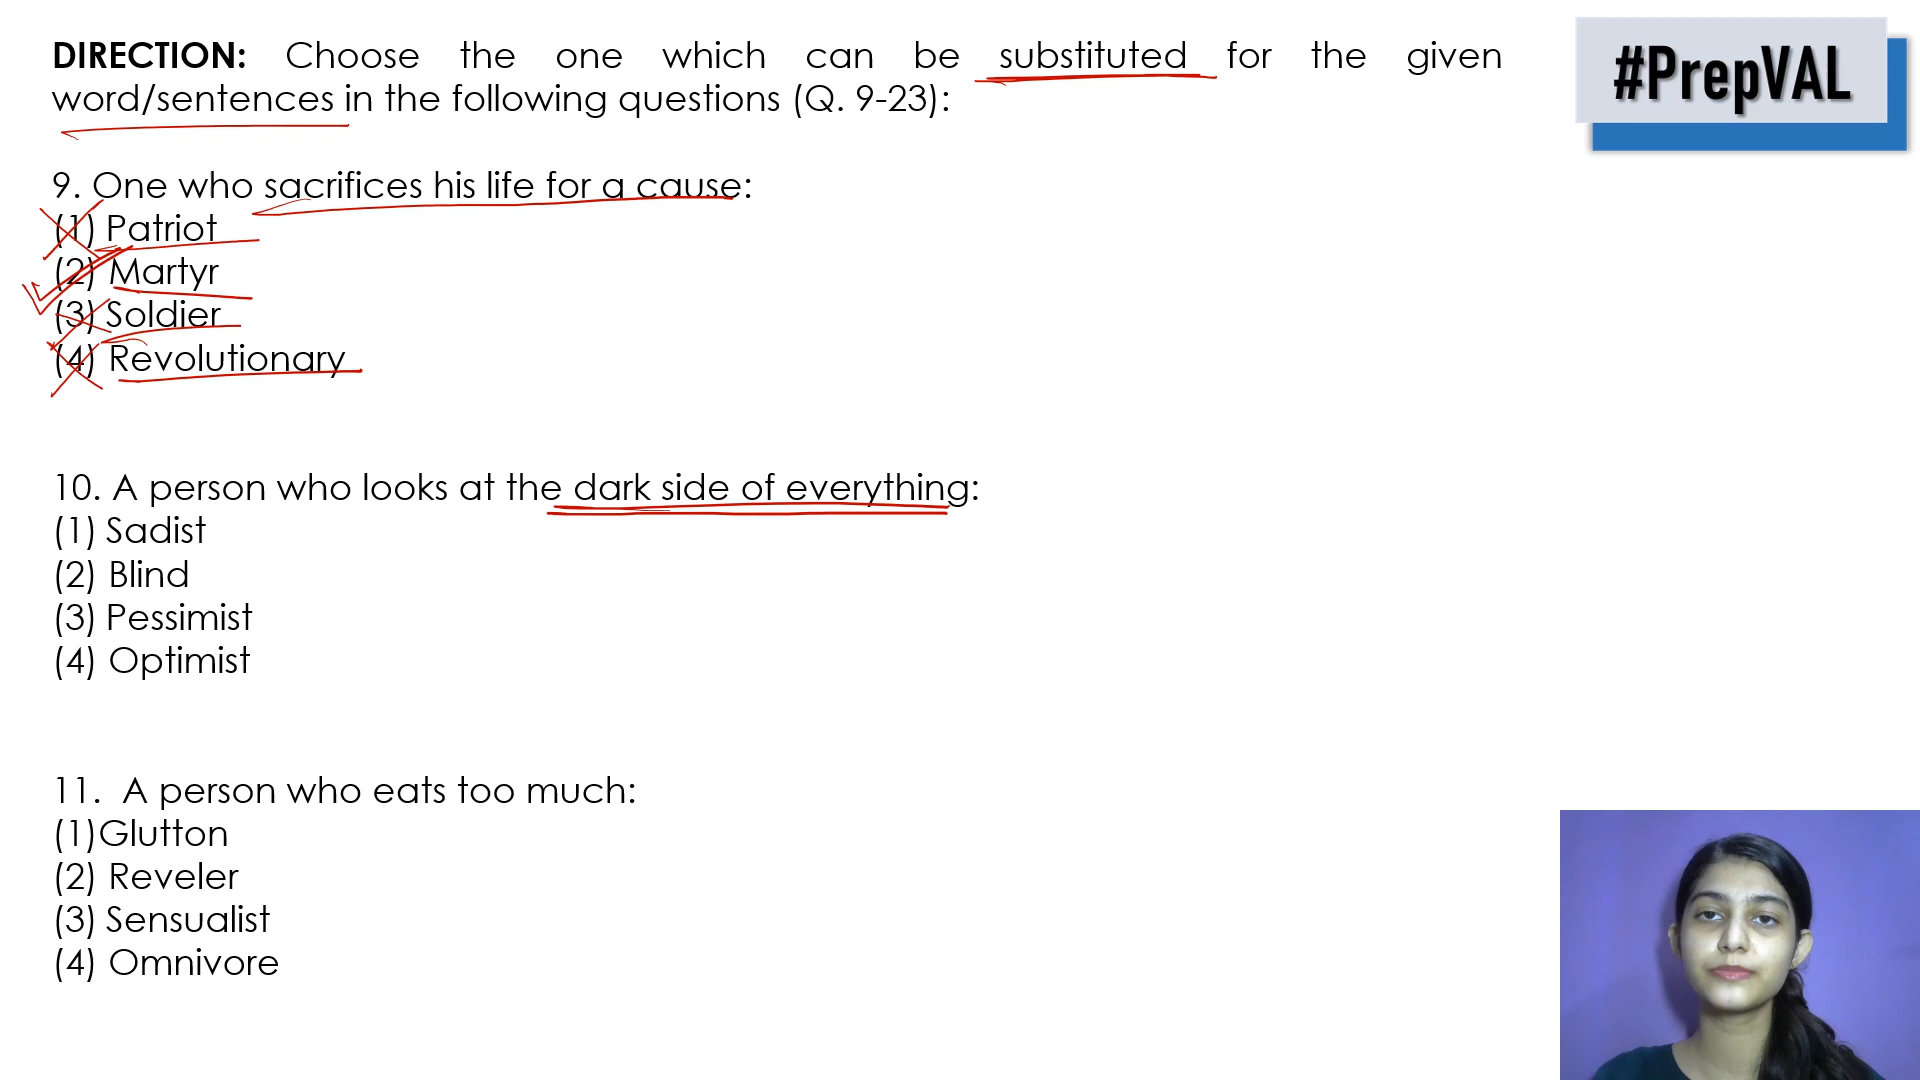 DIRECTION: Choose the one which can be substituted for the given
word/sentences in the following questions (Q. 9-23):
#PrepVAL
9. One who sacrifices his life for a cause:
(1) Patriot
(2) Martyr
(3) Soldier
(4) Revolutionary
10. A person who looks at the dark side of everything:
(1) Sadist
(2) Blind
(3) Pessimist
(4) Optimist
11. A person who eats too much:
(1)Glutton
(2) Reveler
(3) Sensualist
(4) Omnivore